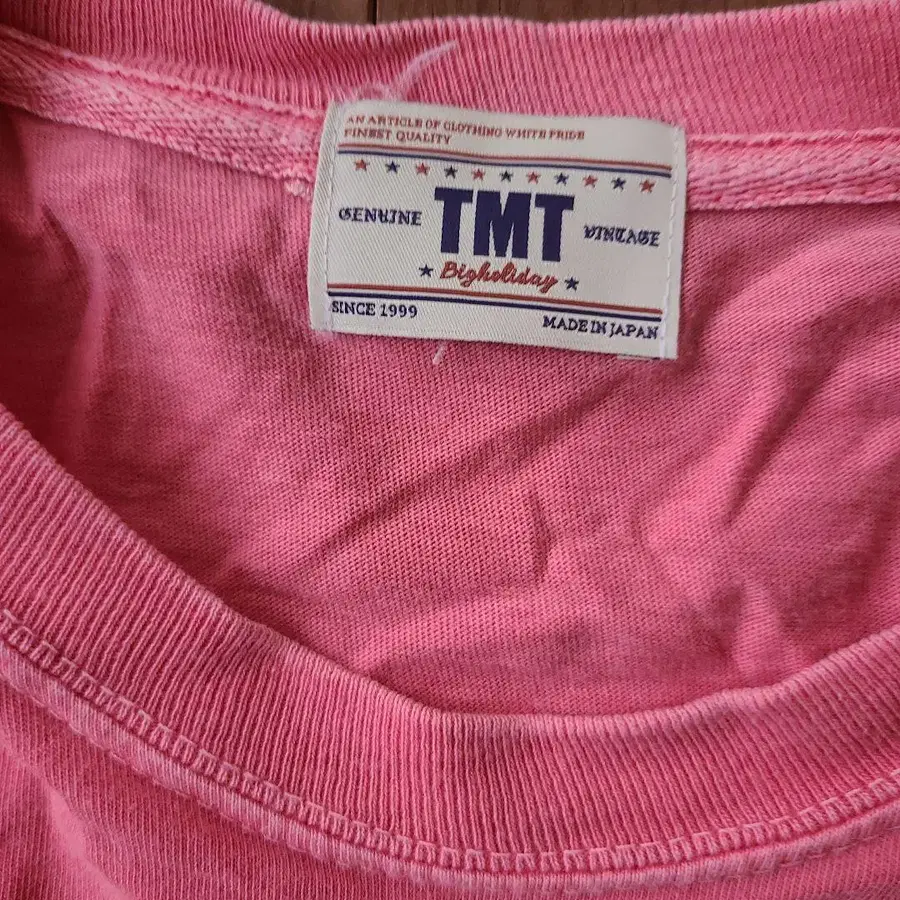 AN ARTICLE OF CLOTHING WHITE PRIDE
FINEST QUALITY
GENUINE TMT VINTAGE
Bigholiday
SINCE 1999 MADE IN JAPAN